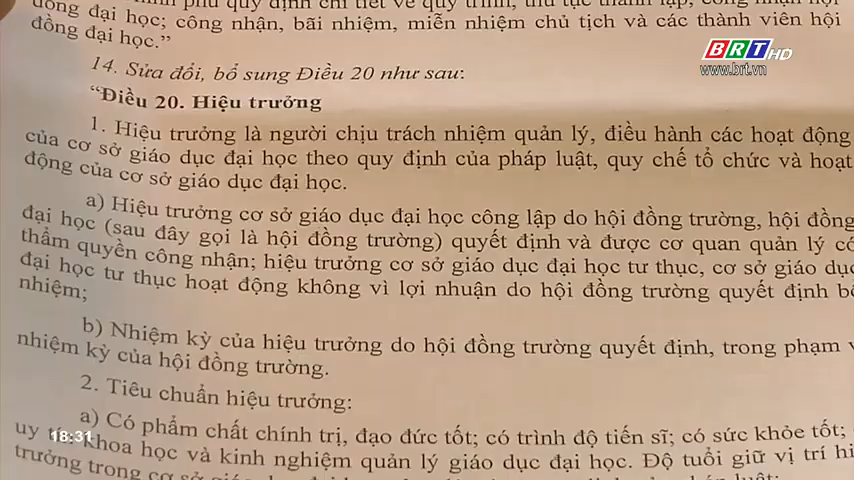 đồng đại học; công nhận, bãi nhiệm, miễn nhiệm chủ tịch và các thành viên hội
đồng đại học.”
14. Sửa đổi, bổ sung Điều 20 như sau:
“Điều 20. Hiệu trưởng
1. Hiệu trưởng là người chịu trách nhiệm quản lý, điều hành các hoạt động
của cơ sở giáo dục đại học theo quy định của pháp luật, quy chế tổ chức và hoạt
động của cơ sở giáo dục đại học.
a) Hiệu trưởng cơ sở giáo dục đại học công lập do hội đồng trường, hội đồng
đại học (sau đây gọi là hội đồng trường) quyết định và được cơ quan quản lý có
thẩm quyền công nhận; hiệu trưởng cơ sở giáo dục đại học tư thục, cơ sở giáo dục
đại học tư thục hoạt động không vì lợi nhuận do hội đồng trường quyết định bổ
nhiệm;
b) Nhiệm kỳ của hiệu trưởng do hội đồng trường quyết định, trong phạm
nhiệm kỳ của hội đồng trường.
2. Tiêu chuẩn hiệu trưởng:
a) Có phẩm chất chính trị, đạo đức tốt; có trình độ tiến sĩ; có sức khỏe tốt;
uy khoa học và kinh nghiệm quản lý giáo dục đại học. Độ tuổi giữ vị trí
trưởng trong cơ sở
BRT HD
www.brt.vn
18:31